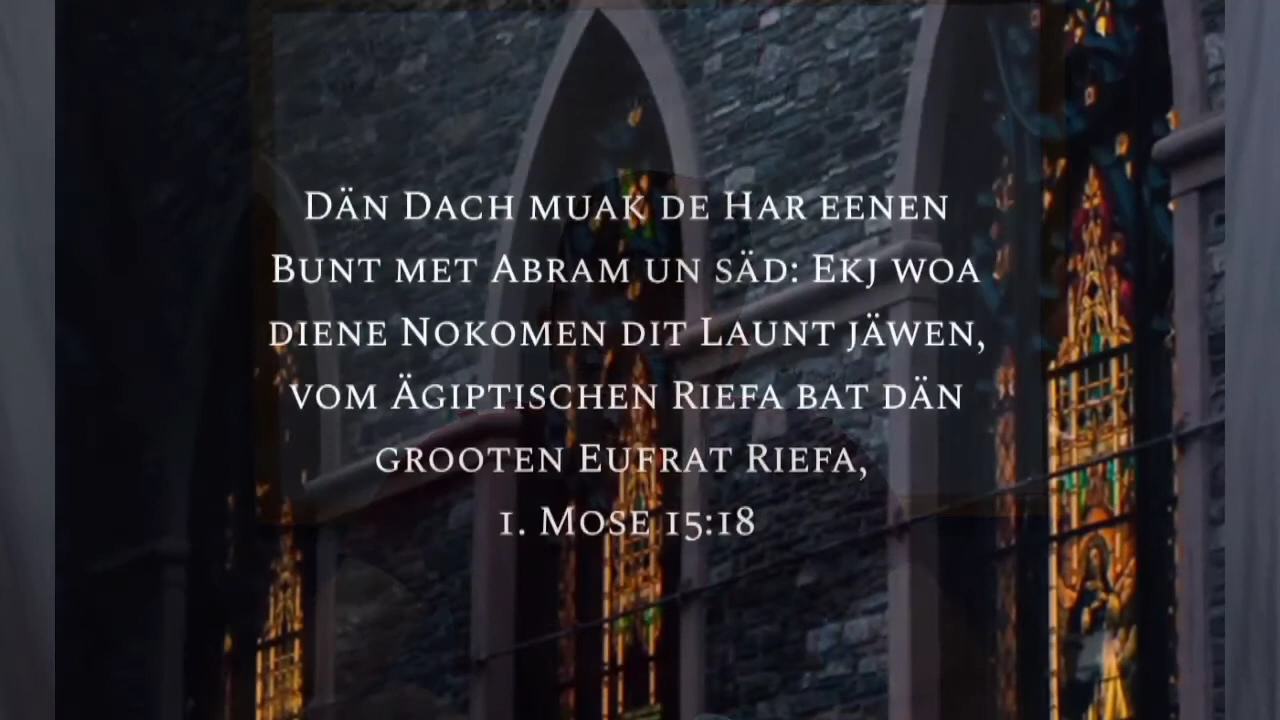 Dän Dach muak de Har eenen
Bunt met Abram un säd: Ekj woa
diene Nokomen dit Launt jäwen,
vom Ägiptischen Riefa bat dän
grooten Eufrat Riefa,
1. Mose 15:18